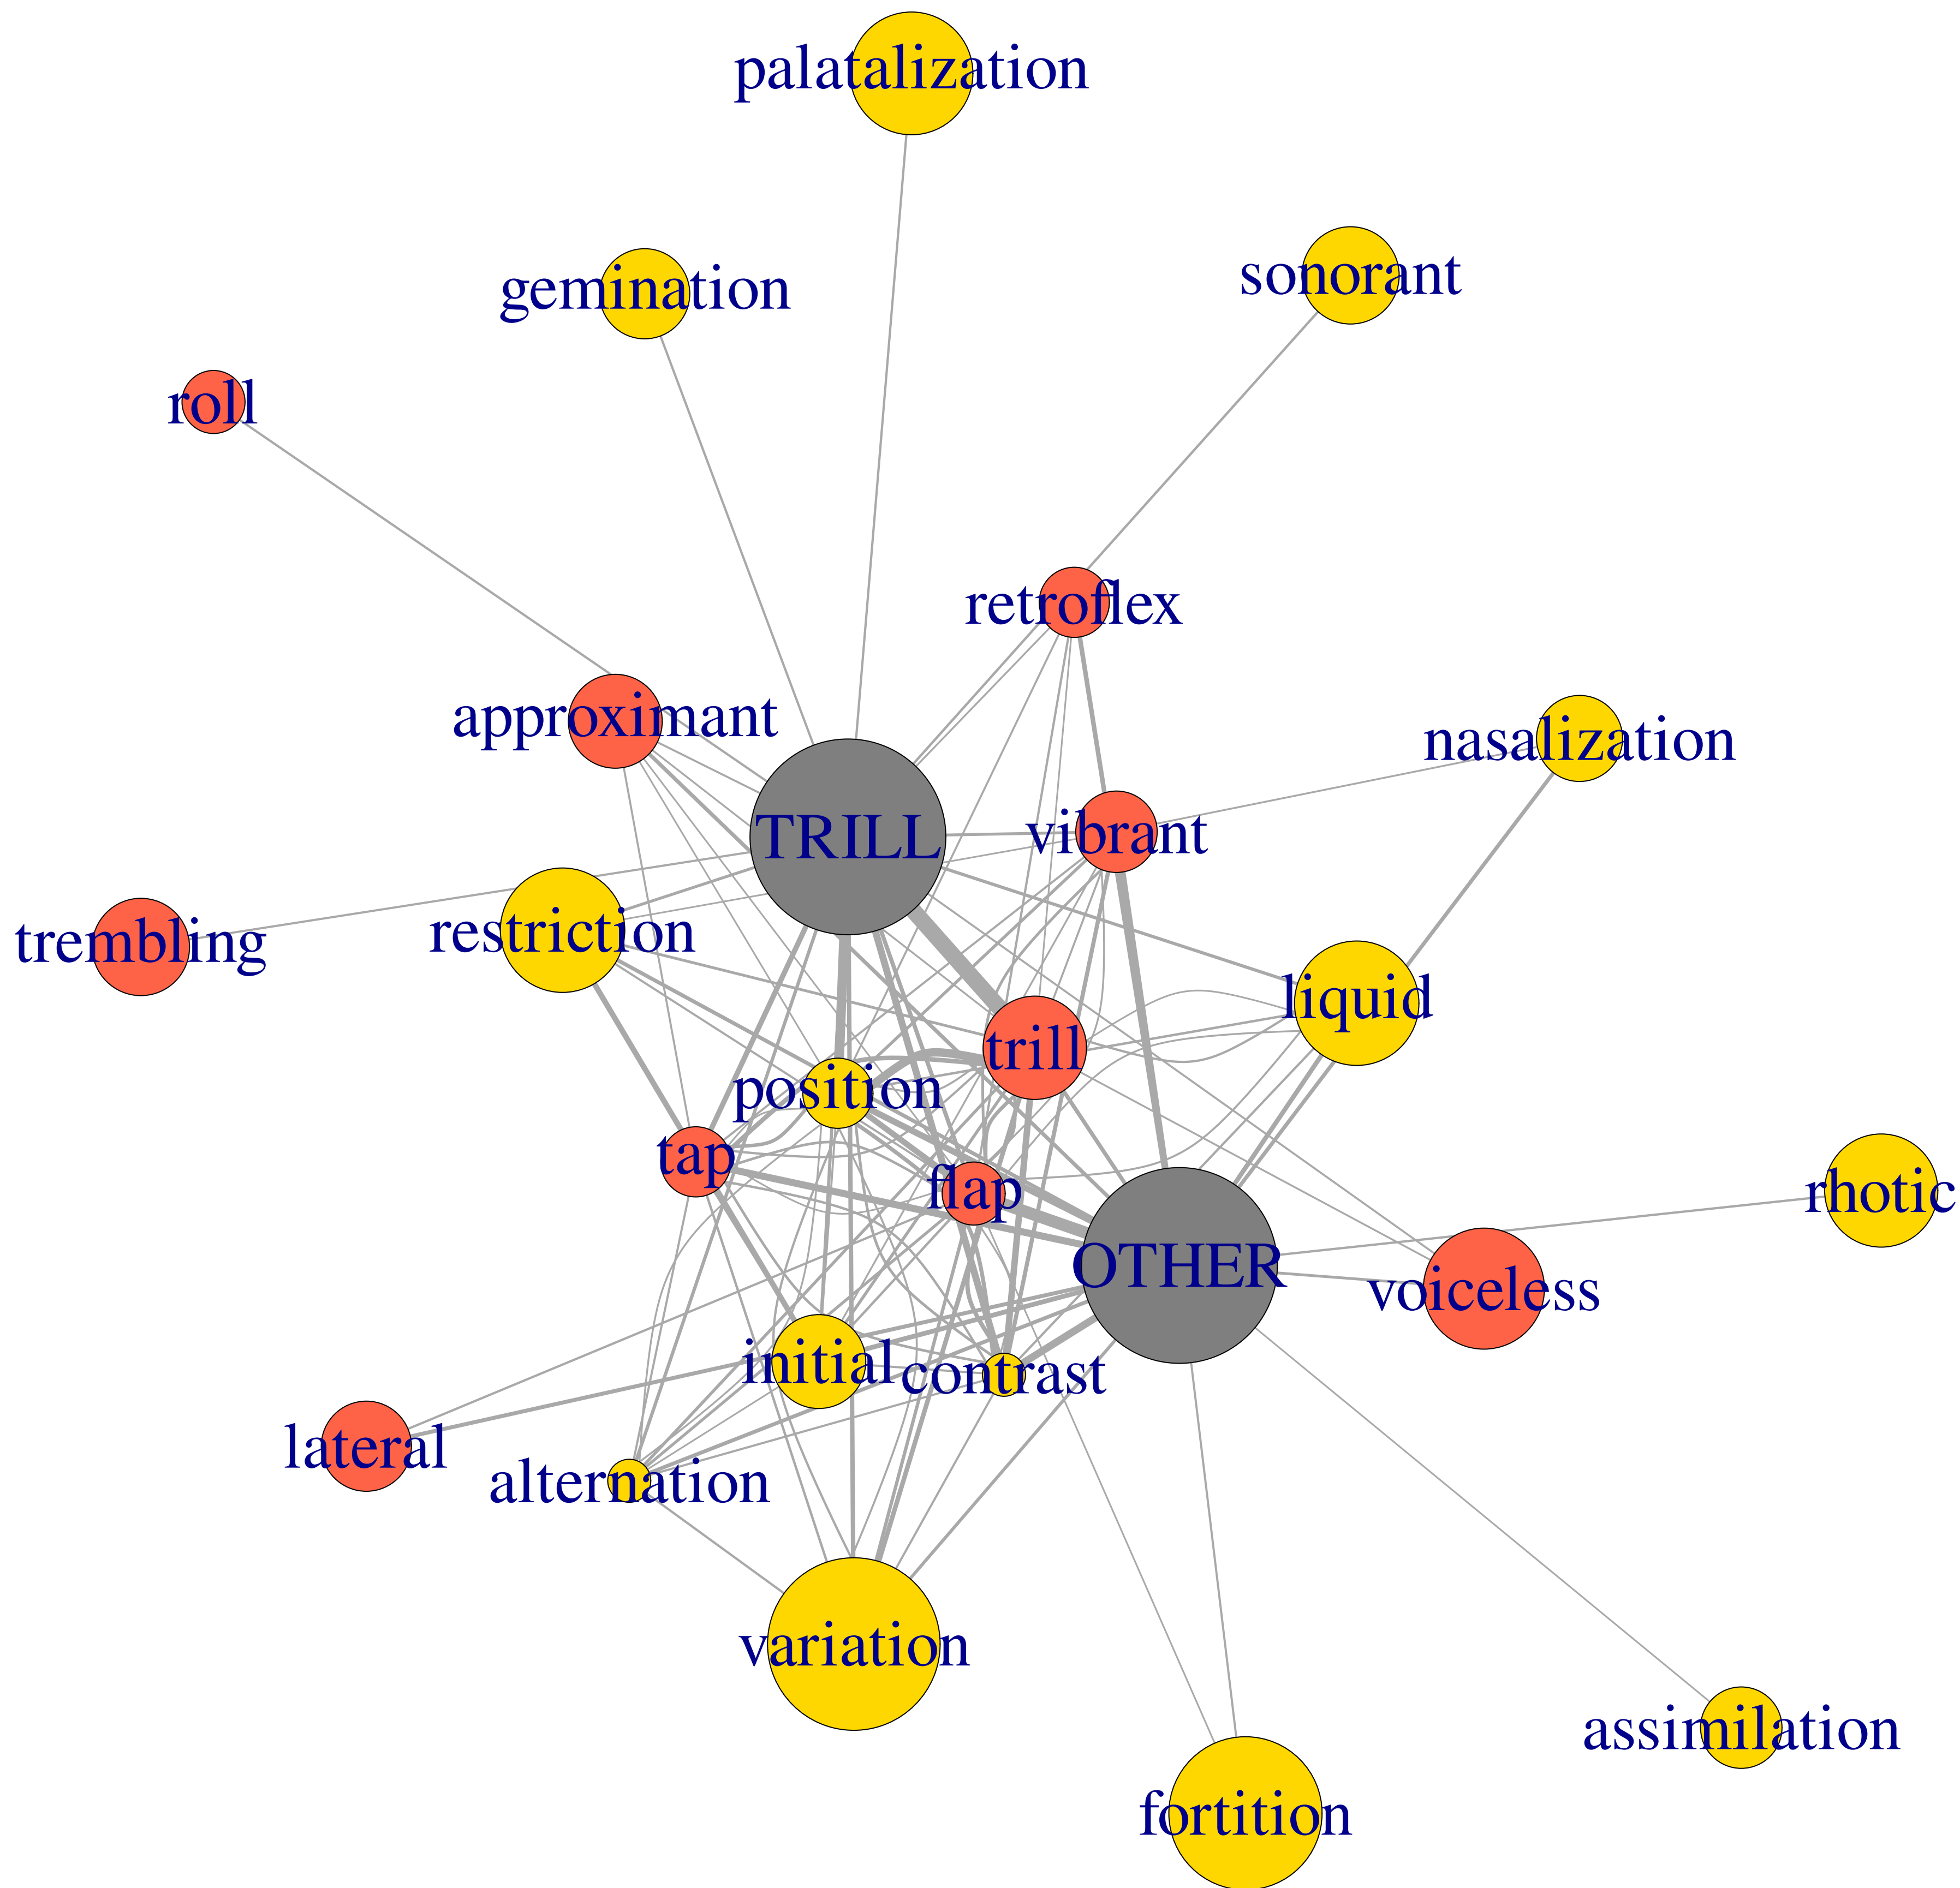 palatalization
sonorant
gemination
roll
retroflex
approximant
nasalization
TRILL
vibrant
restriction
trembling
liquid
trill
position
tap
flap
rhotic
OTHER
voiceless
initial
contrast
lateral
alternation
variation
assimilation
fortition